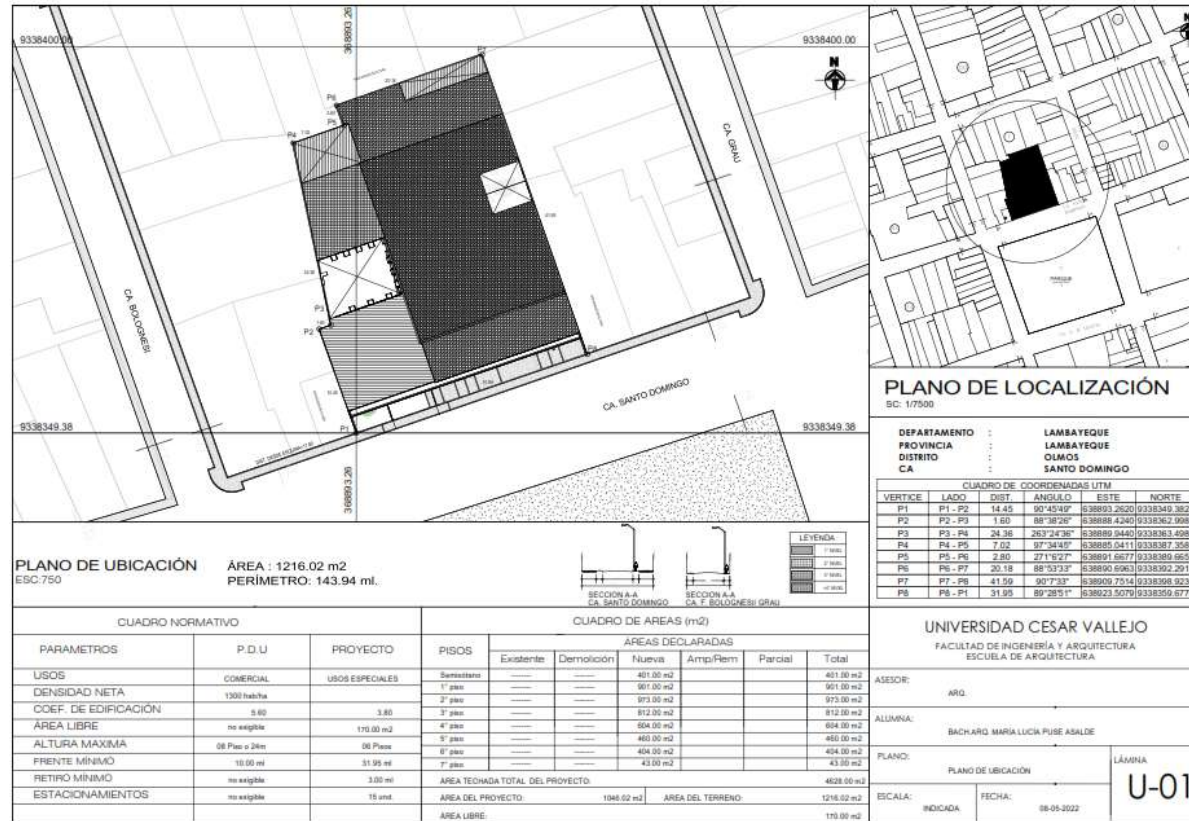 9338400.00
368893.26
9338400.00
N
P7
P6
P5
P4
P3
P2
P1
P8
CA. GRAU
CA. BOLOGNESI
CA. SANTO DOMINGO
9338349.38
368893.26
9338349.38
PARQUE
PLANO DE LOCALIZACIÓN
SC: 1/7500
DEPARTAMENTO : LAMBAYEQUE
PROVINCIA : LAMBAYEQUE
DISTRITO : OLMOS
CA : SANTO DOMINGO
CUADRO DE COORDENADAS UTM
VERTICE LADO DIST. ANGULO ESTE NORTE
P1 P1 - P2 14.45 90°45'49" 638893.2620 9338349.382
P2 P2 - P3 1.60 88°38'26" 638888.4240 9338362.998
P3 P3 - P4 24.36 263°24'36" 638889.9440 9338363.498
P4 P4 - P5 7.02 97°34'45" 638885.0411 9338387.358
P5 P5 - P6 2.80 271°6'27" 638891.6677 9338389.665
P6 P6 - P7 20.18 88°53'33" 638890.6963 9338392.291
P7 P7 - P8 41.59 90°7'33" 638909.7514 9338398.923
P8 P8 - P1 31.95 89°28'51" 638923.5079 9338359.677
PLANO DE UBICACIÓN
ESC:750
ÁREA : 1216.02 m2
PERÍMETRO: 143.94 ml.
SECCION A-A
CA. SANTO DOMINGO
SECCION A-A
CA. F. BOLOGNESI/ GRAU
LEYENDA
1° NIVEL
2° NIVEL
CUADRO NORMATIVO
PARAMETROS P.D.U PROYECTO
USOS COMERCIAL USOS ESPECIALES
DENSIDAD NETA 1300 hab/ha
COEF. DE EDIFICACIÓN 5.60 3.80
ÁREA LIBRE no exigible 170.00 m2
ALTURA MAXIMA 08 Piso o 24m 06 Pisos
FRENTE MÍNIMO 10.00 ml 31.95 ml
RETIRO MÍNIMO no exigible 3.00 ml
ESTACIONAMIENTOS no exigible 15 und.
CUADRO DE AREAS (m2)
PISOS AREAS DECLARADAS
Existente Demolición Nueva Amp/Rem Parcial Total
Semisótano 401.00 m2 401.00 m2
1° piso 901.00 m2 901.00 m2
2° piso 973.00 m2 973.00 m2
3° piso 812.00 m2 812.00 m2
4° piso 604.00 m2 604.00 m2
5° piso 460.00 m2 460.00 m2
6° piso 404.00 m2 404.00 m2
7° piso 43.00 m2 43.00 m2
AREA TECHADA TOTAL DEL PROYECTO: 4628.00 m2
AREA DEL PROYECTO: 1046.02 m2 AREA DEL TERRENO: 1216.02 m2
ÁREA LIBRE: 170.00 m2
UNIVERSIDAD CESAR VALLEJO
FACULTAD DE INGENIERÍA Y ARQUITECTURA
ESCUELA DE ARQUITECTURA
ASESOR:
ARQ.
ALUMNA:
BACH.ARQ. MARÍA LUCÍA PUSE ASALDE
PLANO:
PLANO DE UBICACIÓN
LÁMINA
U-01
ESCALA:
INDICADA
FECHA:
08-05-2022